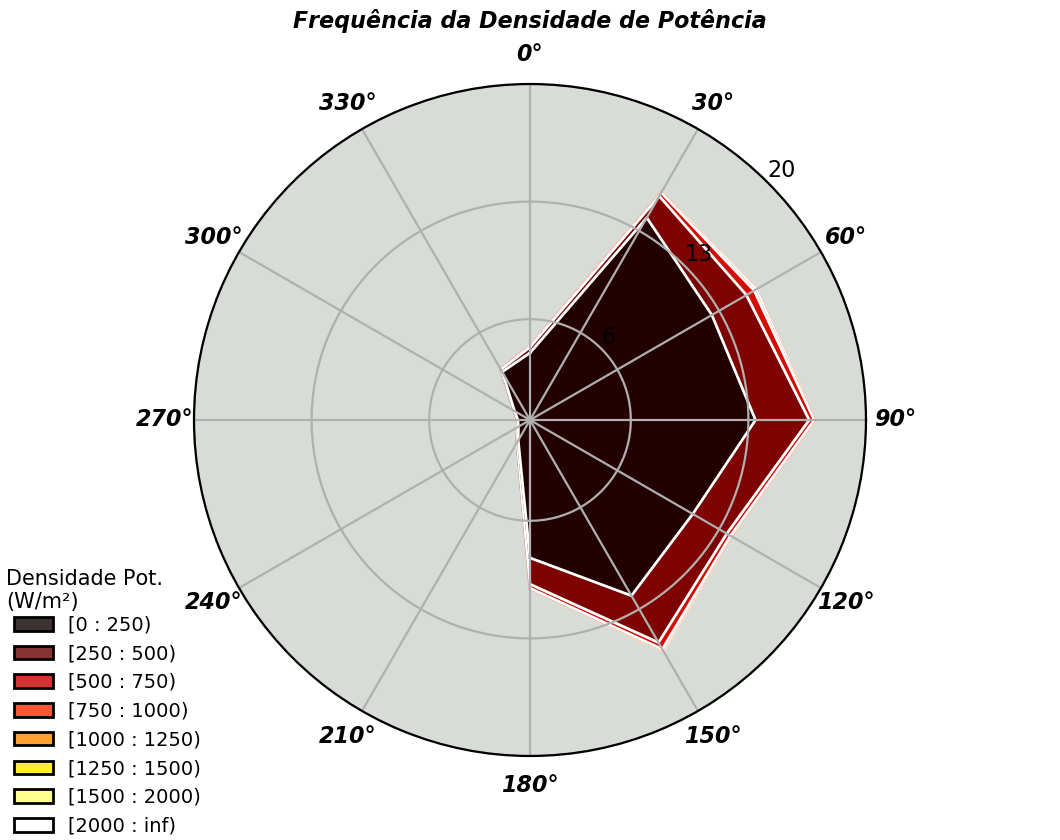 Frequência da Densidade de Potência
0°
330°
30°
20
300°
60°
13
6
270°
90°
Densidade Pot.
(W/m²)
240°
120°
[0 : 250)
[250 : 500)
[500 : 750)
[750 : 1000)
[1000 : 1250)
[1250 : 1500)
[1500 : 2000)
[2000 : inf)
210°
150°
180°